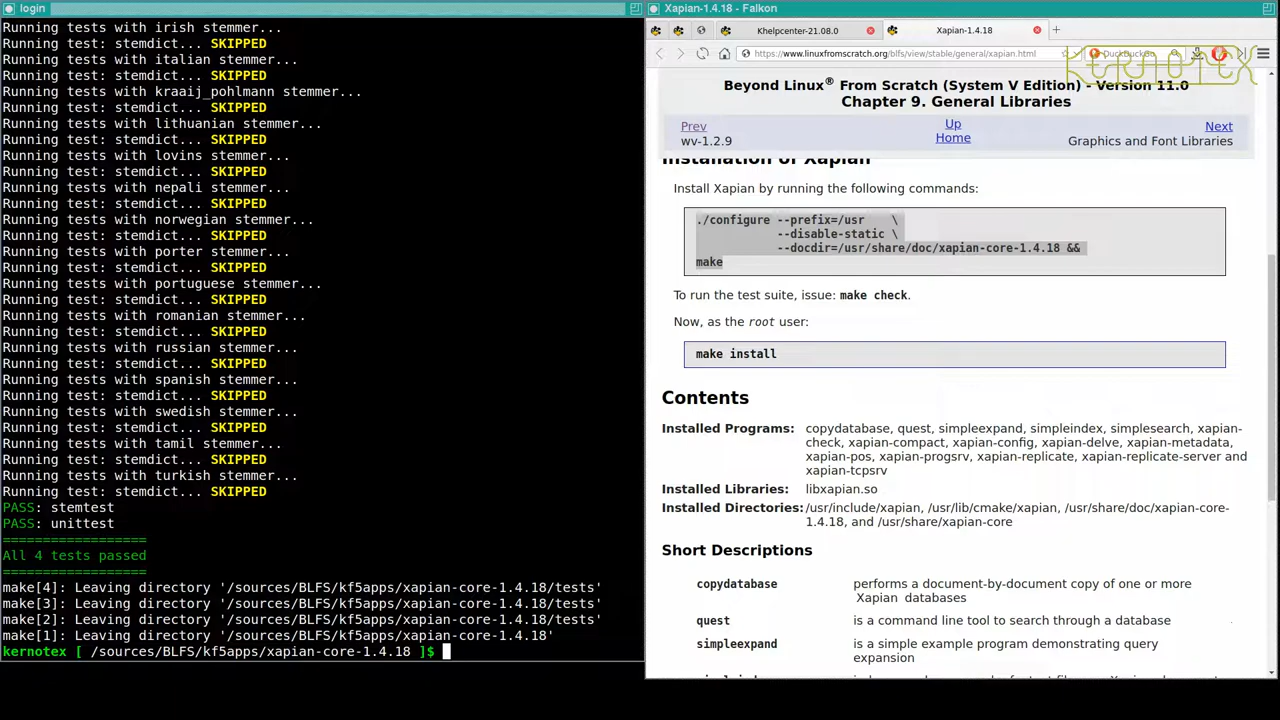 login
Running tests with irish stemmer...
Running test: stemdict... SKIPPED
Running tests with italian stemmer...
Running test: stemdict... SKIPPED
Running tests with kraaij_pohlmann stemmer...
Running test: stemdict... SKIPPED
Running tests with lithuanian stemmer...
Running test: stemdict... SKIPPED
Running tests with lovins stemmer...
Running test: stemdict... SKIPPED
Running tests with nepali stemmer...
Running test: stemdict... SKIPPED
Running tests with norwegian stemmer...
Running test: stemdict... SKIPPED
Running tests with porter stemmer...
Running test: stemdict... SKIPPED
Running tests with portuguese stemmer...
Running test: stemdict... SKIPPED
Running tests with romanian stemmer...
Running test: stemdict... SKIPPED
Running tests with russian stemmer...
Running test: stemdict... SKIPPED
Running tests with spanish stemmer...
Running test: stemdict... SKIPPED
Running tests with swedish stemmer...
Running test: stemdict... SKIPPED
Running tests with tamil stemmer...
Running test: stemdict... SKIPPED
Running tests with turkish stemmer...
Running test: stemdict... SKIPPED
PASS: stemtest
PASS: unittest
==================
All 4 tests passed
==================
make[4]: Leaving directory '/sources/BLFS/kf5apps/xapian-core-1.4.18/tests'
make[3]: Leaving directory '/sources/BLFS/kf5apps/xapian-core-1.4.18/tests'
make[2]: Leaving directory '/sources/BLFS/kf5apps/xapian-core-1.4.18/tests'
make[1]: Leaving directory '/sources/BLFS/kf5apps/xapian-core-1.4.18'
kernotex [ /sources/BLFS/kf5apps/xapian-core-1.4.18 ]$
Xapian-1.4.18 - Falkon
Khelpcenter-21.08.0
Xapian-1.4.18
https://www.linuxfromscratch.org/blfs/view/stable/general/xapian.html
DuckDuckGo
KERNOTEX
Beyond Linux® From Scratch (System V Edition) - Version 11.0
Chapter 9. General Libraries
Prev Up Next
wv-1.2.9 Home Graphics and Font Libraries
Installation of Xapian
Install Xapian by running the following commands:
./configure --prefix=/usr \
--disable-static \
--docdir=/usr/share/doc/xapian-core-1.4.18 &&
make
To run the test suite, issue: make check.
Now, as the root user:
make install
Contents
Installed Programs: copydatabase, quest, simpleexpand, simpleindex, simplesearch, xapian-
check, xapian-compact, xapian-config, xapian-delve, xapian-metadata,
xapian-pos, xapian-progsrv, xapian-replicate, xapian-replicate-server and
xapian-tcpsrv
Installed Libraries: libxapian.so
Installed Directories: /usr/include/xapian, /usr/lib/cmake/xapian, /usr/share/doc/xapian-core-
1.4.18, and /usr/share/xapian-core
Short Descriptions
copydatabase performs a document-by-document copy of one or more
Xapian databases
quest is a command line tool to search through a database
simpleexpand is a simple example program demonstrating query
expansion